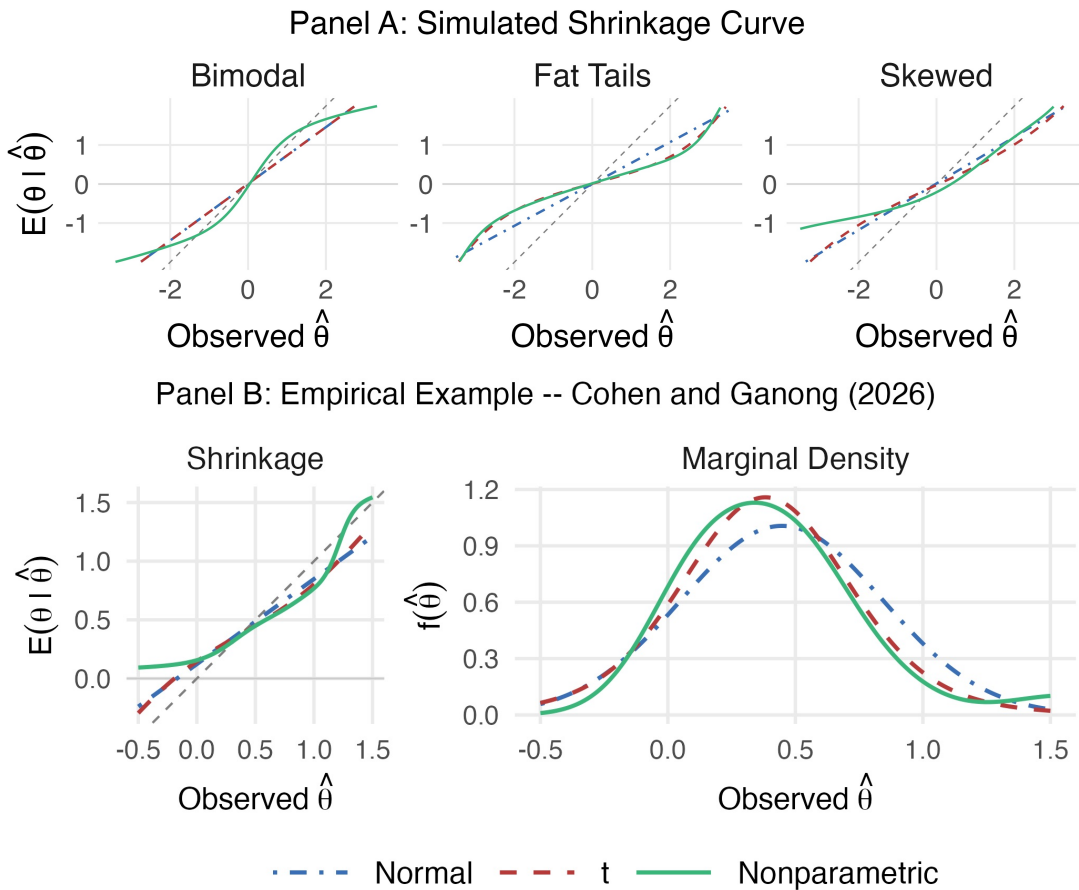 Panel A: Simulated Shrinkage Curve
Bimodal
Fat Tails
Skewed
E(θ | θ̂)
1
0
-1
-2 0 2
Observed θ̂
1
0
-1
-2 0 2
Observed θ̂
1
0
-1
-2 0 2
Observed θ̂
Panel B: Empirical Example -- Cohen and Ganong (2026)
Shrinkage
E(θ | θ̂)
1.5
1.0
0.5
0.0
-0.5 0.0 0.5 1.0 1.5
Observed θ̂
Marginal Density
f(θ̂)
1.2
0.9
0.6
0.3
0.0
-0.5 0.0 0.5 1.0 1.5
Observed θ̂
Normal t Nonparametric